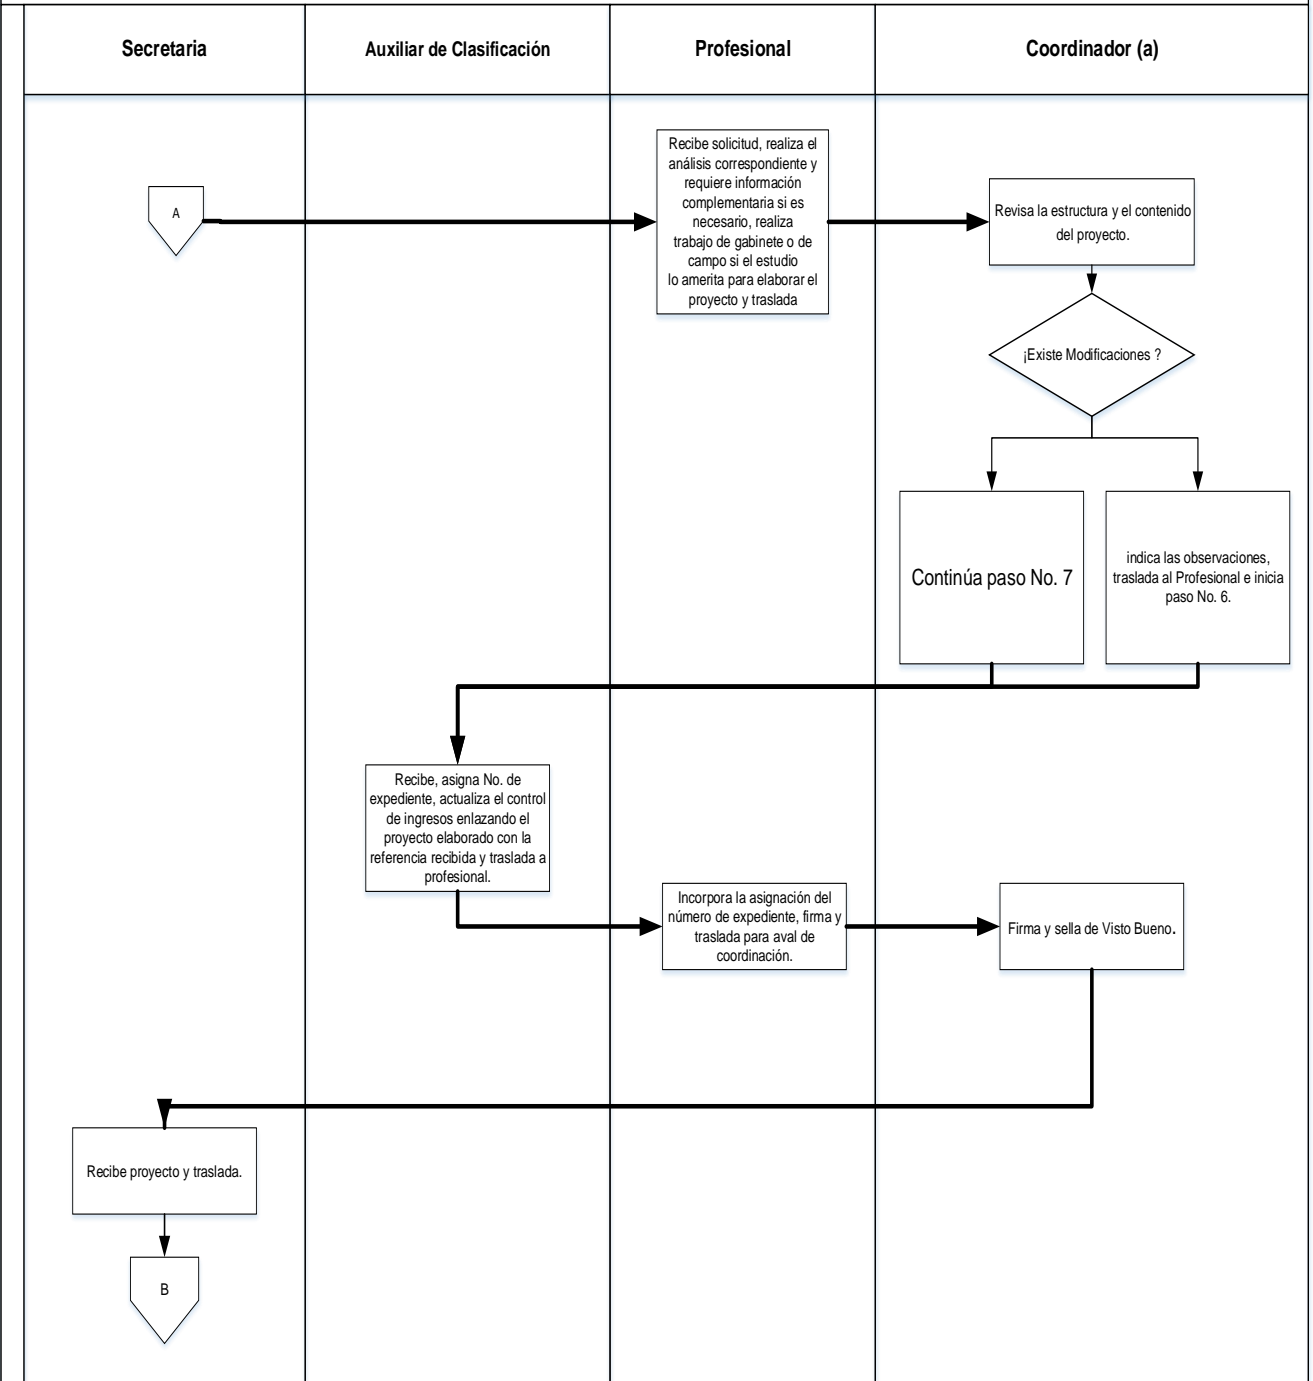 Secretaria
Auxiliar de Clasificación
Profesional
Coordinador (a)
A
Recibe solicitud, realiza el
análisis correspondiente y
requiere información
complementaria si es
necesario, realiza
trabajo de gabinete o de
campo si el estudio
lo amerita para elaborar el
proyecto y traslada
Revisa la estructura y el contenido
del proyecto.
¡Existe Modificaciones ?
Continúa paso No. 7
indica las observaciones,
traslada al Profesional e inicia
paso No. 6.
Recibe, asigna No. de
expediente, actualiza el control
de ingresos enlazando el
proyecto elaborado con la
referencia recibida y traslada a
profesional.
Incorpora la asignación del
número de expediente, firma y
traslada para aval de
coordinación.
Firma y sella de Visto Bueno.
Recibe proyecto y traslada.
B